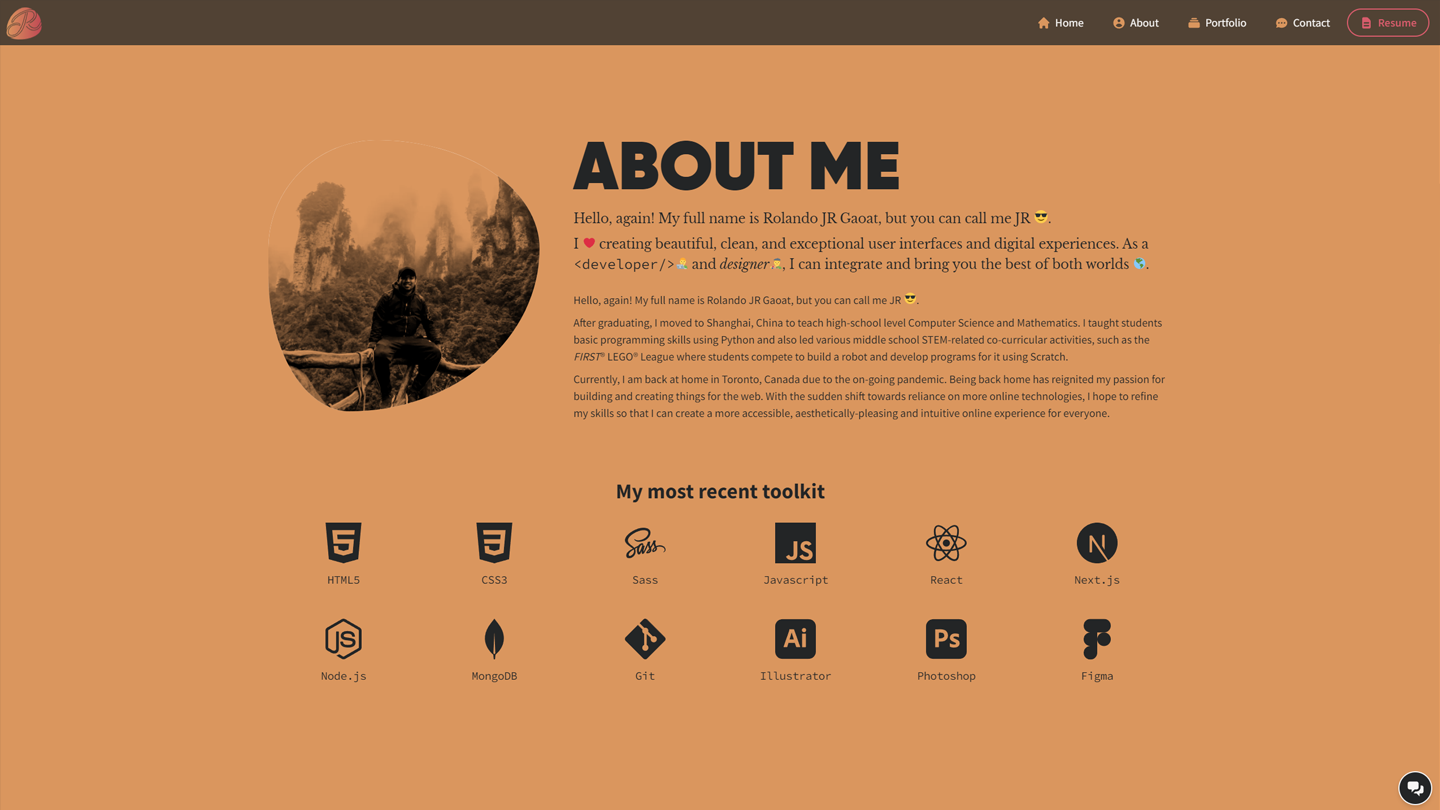 Home About Portfolio Contact Resume
ABOUT ME
Hello, again! My full name is Rolando JR Gaoat, but you can call me JR 😎.
I ❤️ creating beautiful, clean, and exceptional user interfaces and digital experiences. As a
<developer/>👨‍💻 and designer👨‍🎨, I can integrate and bring you the best of both worlds 🌎.
Hello, again! My full name is Rolando JR Gaoat, but you can call me JR 😎.
After graduating, I moved to Shanghai, China to teach high-school level Computer Science and Mathematics. I taught students
basic programming skills using Python and also led various middle school STEM-related co-curricular activities, such as the
FIRST® LEGO® League where students compete to build a robot and develop programs for it using Scratch.
Currently, I am back at home in Toronto, Canada due to the on-going pandemic. Being back home has reignited my passion for
building and creating things for the web. With the sudden shift towards reliance on more online technologies, I hope to refine
my skills so that I can create a more accessible, aesthetically-pleasing and intuitive online experience for everyone.
My most recent toolkit
5 3 Sass JS N
HTML5 CSS3 Sass Javascript React Next.js
JS Ai Ps
Node.js MongoDB Git Illustrator Photoshop Figma